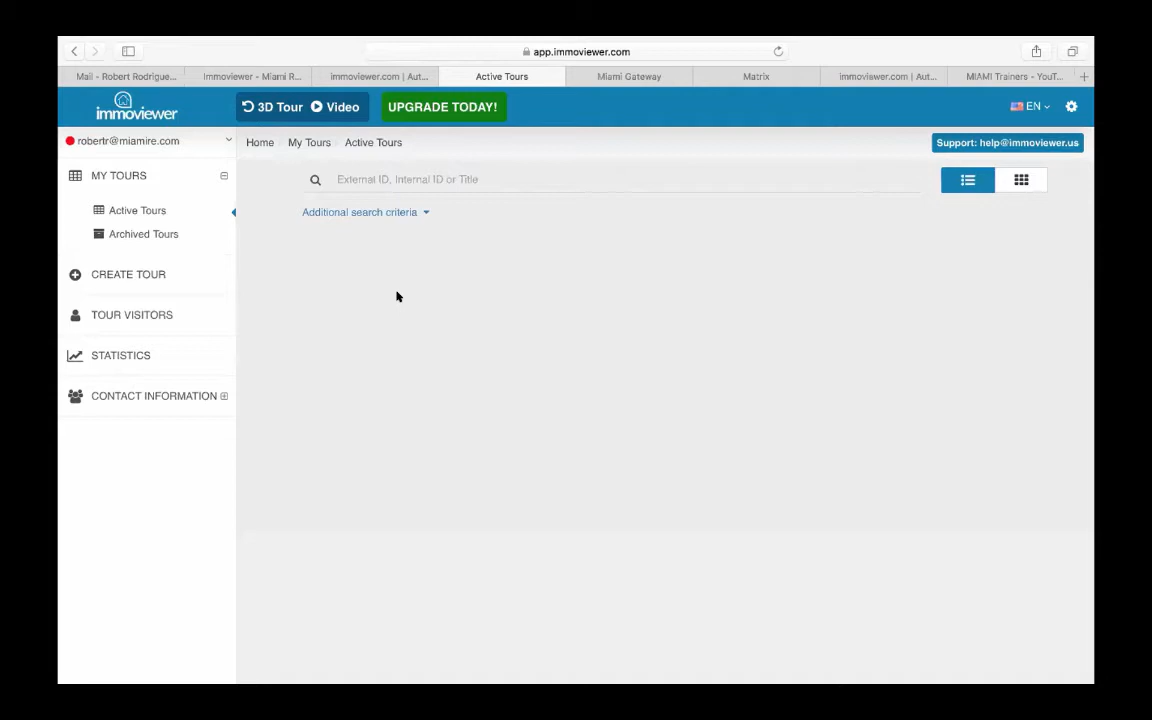 app.immoviewer.com
Mail - Robert Rodrigue... Immoviewer - Miami R... immoviewer.com | Aut... Active Tours Miami Gateway Matrix immoviewer.com | Aut... MIAMI Trainers - YouT...
immoviewer 3D Tour Video UPGRADE TODAY! EN
robertr@miamire.com Home My Tours Active Tours Support: help@immoviewer.us
MY TOURS External ID, Internal ID or Title
Active Tours Additional search criteria
Archived Tours
CREATE TOUR
TOUR VISITORS
STATISTICS
CONTACT INFORMATION